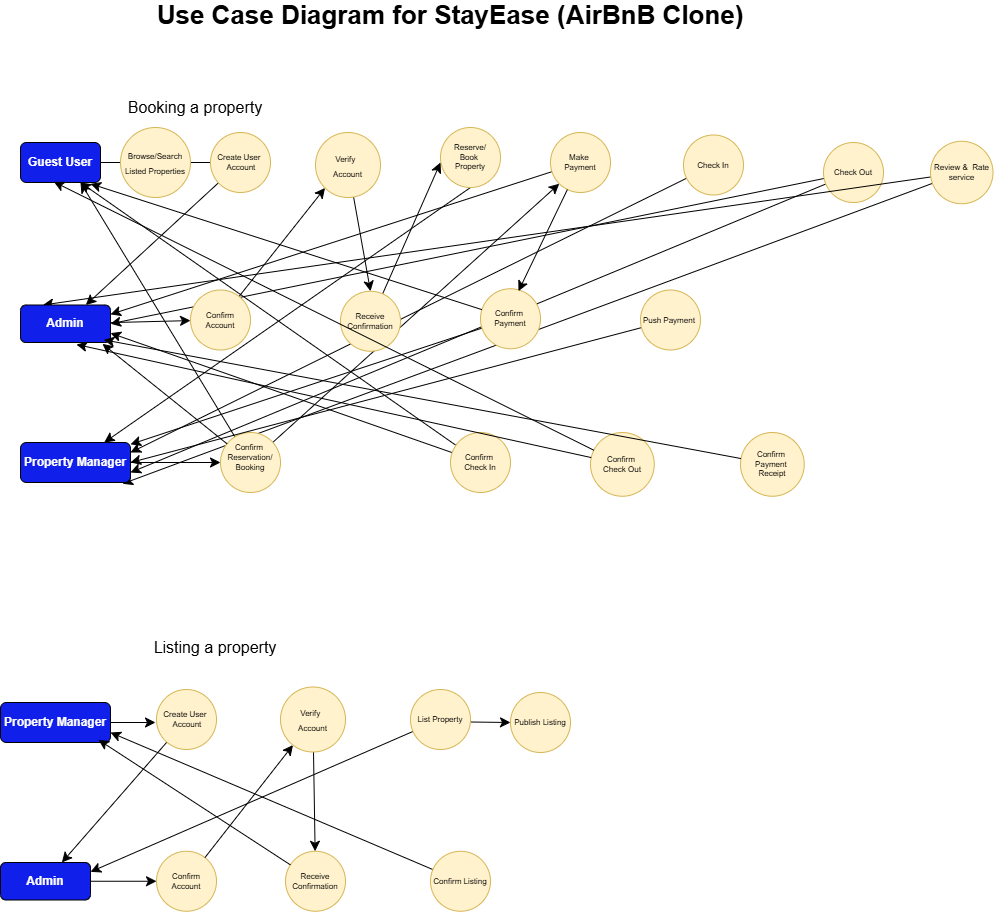 Use Case Diagram for StayEase (AirBnB Clone)
Booking a property
Guest User
Browse/Search
Listed Properties
Create User
Account
Verify
Account
Reserve/
Book
Property
Make
Payment
Check In
Check Out
Review & Rate
service
Admin
Confirm
Account
Receive
Confirmation
Confirm
Payment
Push Payment
Property Manager
Confirm
Reservation/
Booking
Confirm
Check In
Confirm
Check Out
Confirm
Payment
Receipt
Listing a property
Property Manager
Create User
Account
Verify
Account
List Property
Publish Listing
Admin
Confirm
Account
Receive
Confirmation
Confirm Listing